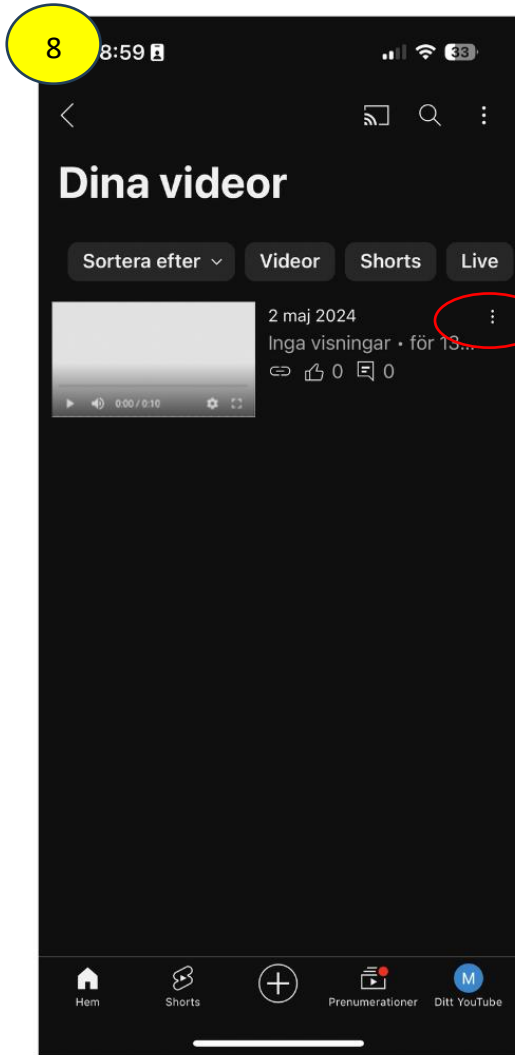 8
8:59
33
Dina videor
Sortera efter
Videor
Shorts
Live
2 maj 2024
Inga visningar • för 13...
0 0
0:00 / 0:10
Hem
Shorts
Prenumerationer
M
Ditt YouTube